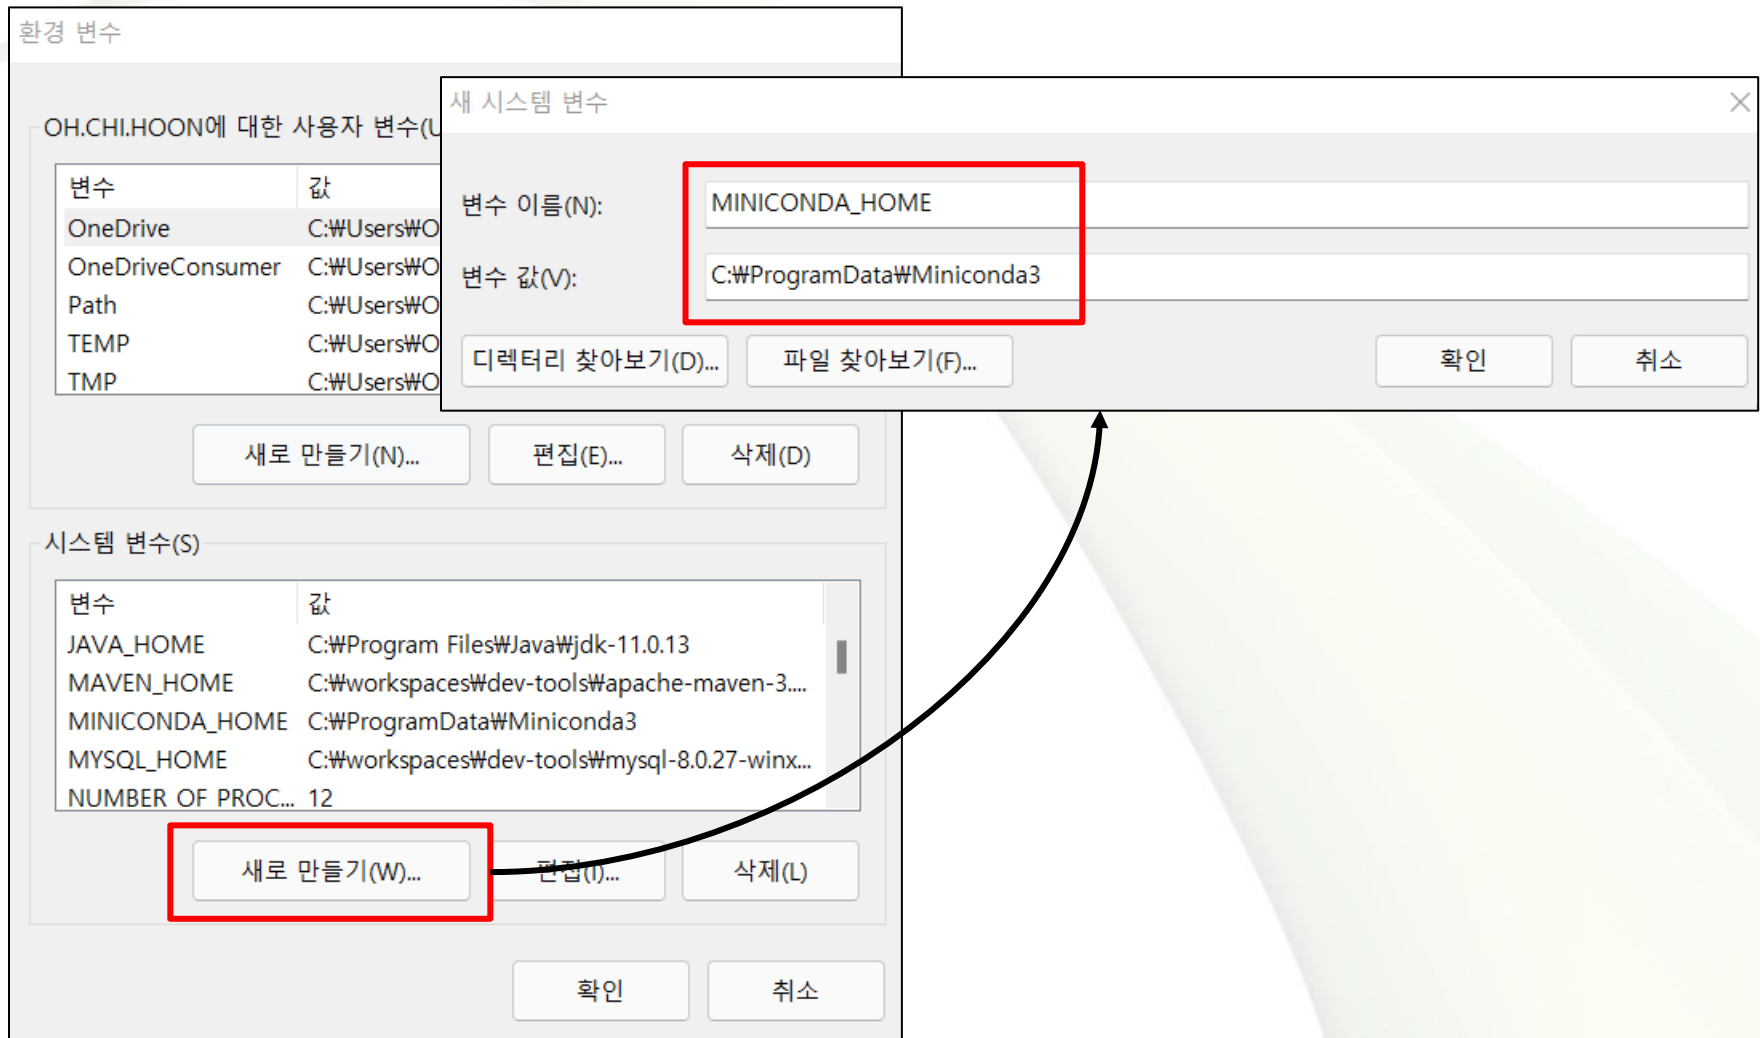 환경 변수
OH.CHI.HOON에 대한 사용자 변수(U
변수 값
OneDrive C:₩Users₩O
OneDriveConsumer C:₩Users₩O
Path C:₩Users₩O
TEMP C:₩Users₩O
TMP C:₩Users₩O
새로 만들기(N)... 편집(E)... 삭제(D)
새 시스템 변수
변수 이름(N): MINICONDA_HOME
변수 값(V): C:₩ProgramData₩Miniconda3
디렉터리 찾아보기(D)... 파일 찾아보기(F)... 확인 취소
시스템 변수(S)
변수 값
JAVA_HOME C:₩Program Files₩Java₩jdk-11.0.13
MAVEN_HOME C:₩workspaces₩dev-tools₩apache-maven-3....
MINICONDA_HOME C:₩ProgramData₩Miniconda3
MYSQL_HOME C:₩workspaces₩dev-tools₩mysql-8.0.27-winx...
NUMBER OF PROC... 12
새로 만들기(W)... 편집(I)... 삭제(L)
확인 취소